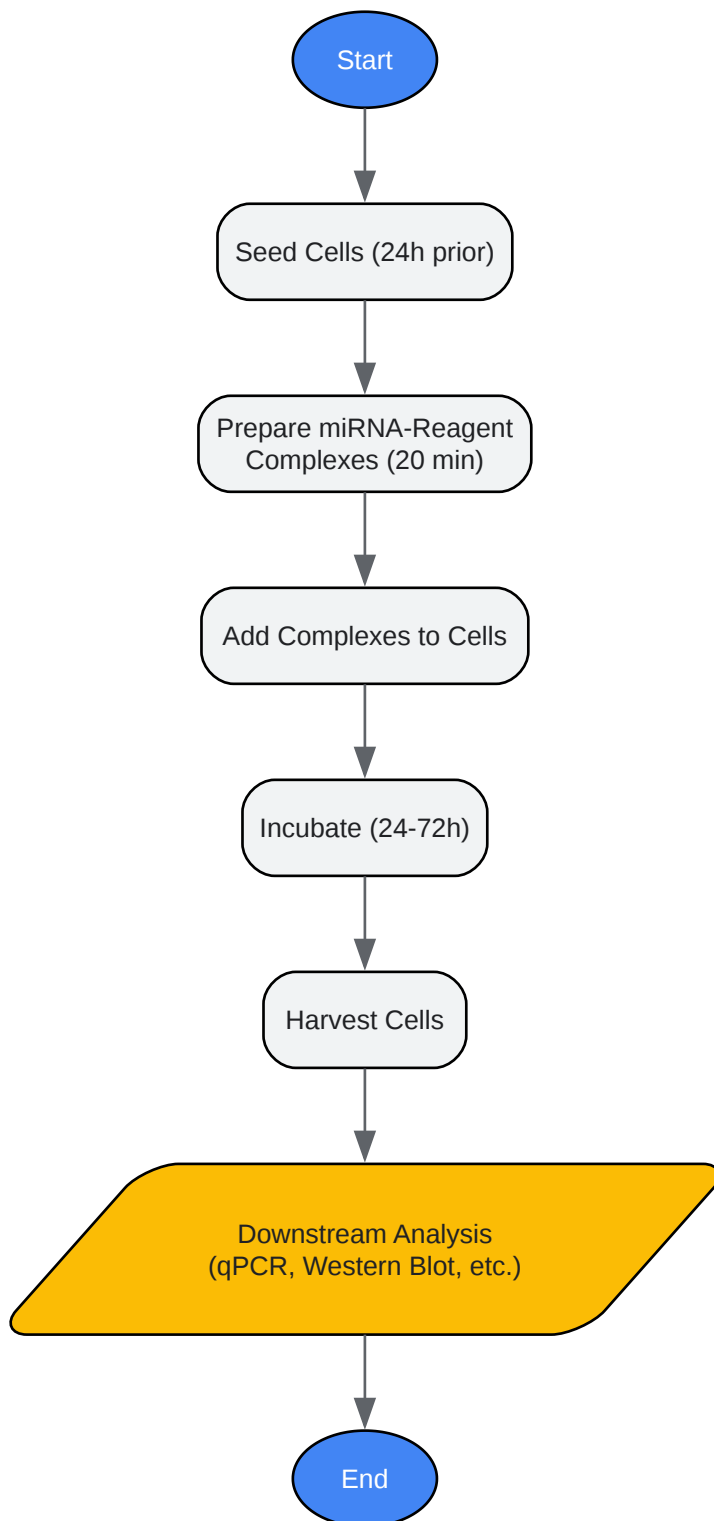 Start
Seed Cells (24h prior)
Prepare miRNA-Reagent
Complexes (20 min)
Add Complexes to Cells
Incubate (24-72h)
Harvest Cells
Downstream Analysis
(qPCR, Western Blot, etc.)
End